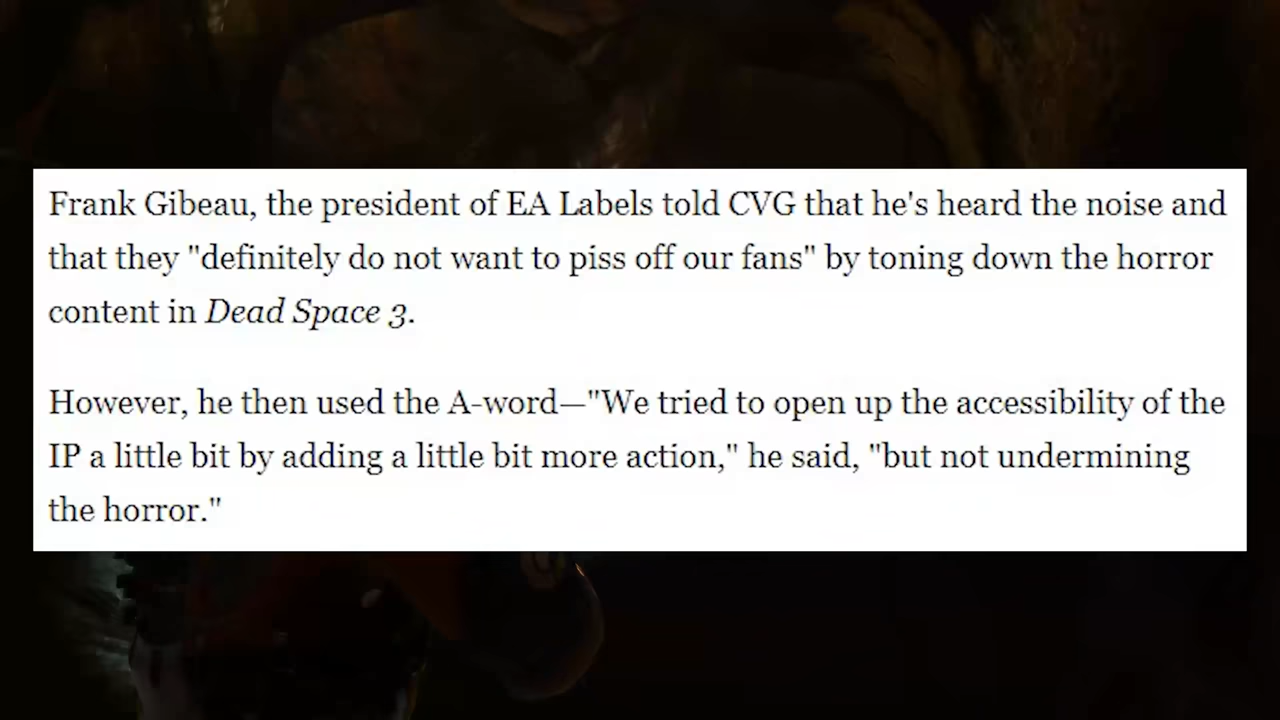 Frank Gibeau, the president of EA Labels told CVG that he's heard the noise and
that they "definitely do not want to piss off our fans" by toning down the horror
content in Dead Space 3.
However, he then used the A-word—"We tried to open up the accessibility of the
IP a little bit by adding a little bit more action," he said, "but not undermining
the horror."